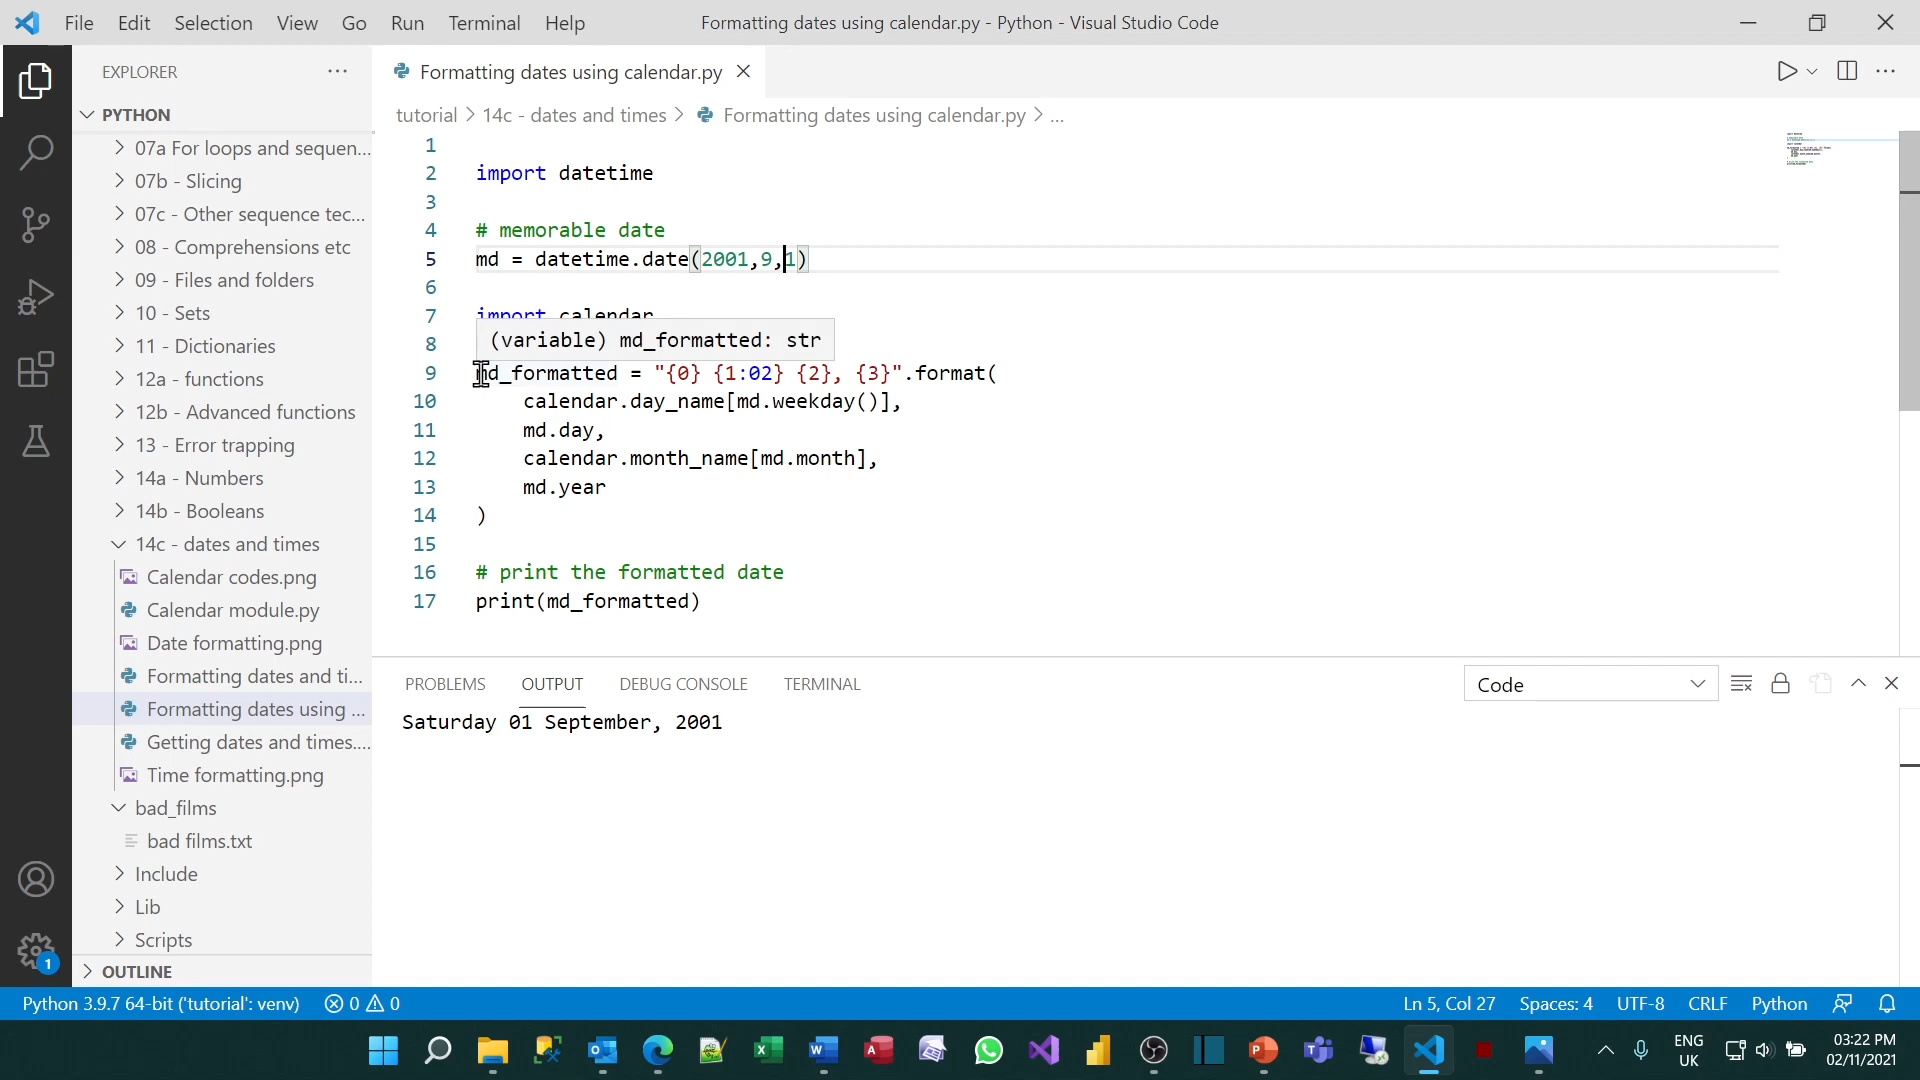 File Edit Selection View Go Run Terminal Help
Formatting dates using calendar.py - Python - Visual Studio Code
EXPLORER
PYTHON
07a For loops and sequen...
07b - Slicing
07c - Other sequence tec...
08 - Comprehensions etc
09 - Files and folders
10 - Sets
11 - Dictionaries
12a - functions
12b - Advanced functions
13 - Error trapping
14a - Numbers
14b - Booleans
14c - dates and times
Calendar codes.png
Calendar module.py
Date formatting.png
Formatting dates and ti...
Formatting dates using ...
Getting dates and times....
Time formatting.png
bad_films
bad films.txt
Include
Lib
Scripts
OUTLINE
1
Formatting dates using calendar.py
tutorial > 14c - dates and times > Formatting dates using calendar.py > ...
1
2 import datetime
3
4 # memorable date
5 md = datetime.date(2001,9,1)
6
7 import calendar
8 (variable) md_formatted: str
9 md_formatted = "{0} {1:02} {2}, {3}".format(
10 calendar.day_name[md.weekday()],
11 md.day,
12 calendar.month_name[md.month],
13 md.year
14 )
15
16 # print the formatted date
17 print(md_formatted)
PROBLEMS OUTPUT DEBUG CONSOLE TERMINAL
Code
Saturday 01 September, 2001
Python 3.9.7 64-bit ('tutorial': venv) 0 0
Ln 5, Col 27 Spaces: 4 UTF-8 CRLF Python
ENG
UK
03:22 PM
02/11/2021